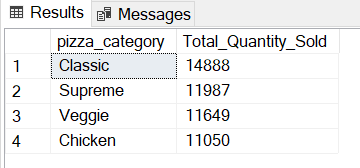 Results Messages
pizza_category Total_Quantity_Sold
1 Classic 14888
2 Supreme 11987
3 Veggie 11649
4 Chicken 11050